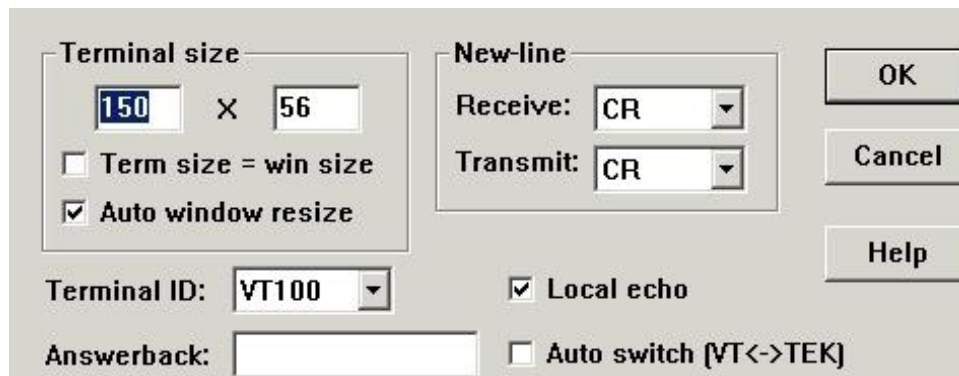 Terminal size
150 X 56
Term size = win size
Auto window resize
New-line
Receive: CR
Transmit: CR
OK
Cancel
Help
Terminal ID: VT100
Local echo
Answerback:
Auto switch (VT<->TEK)